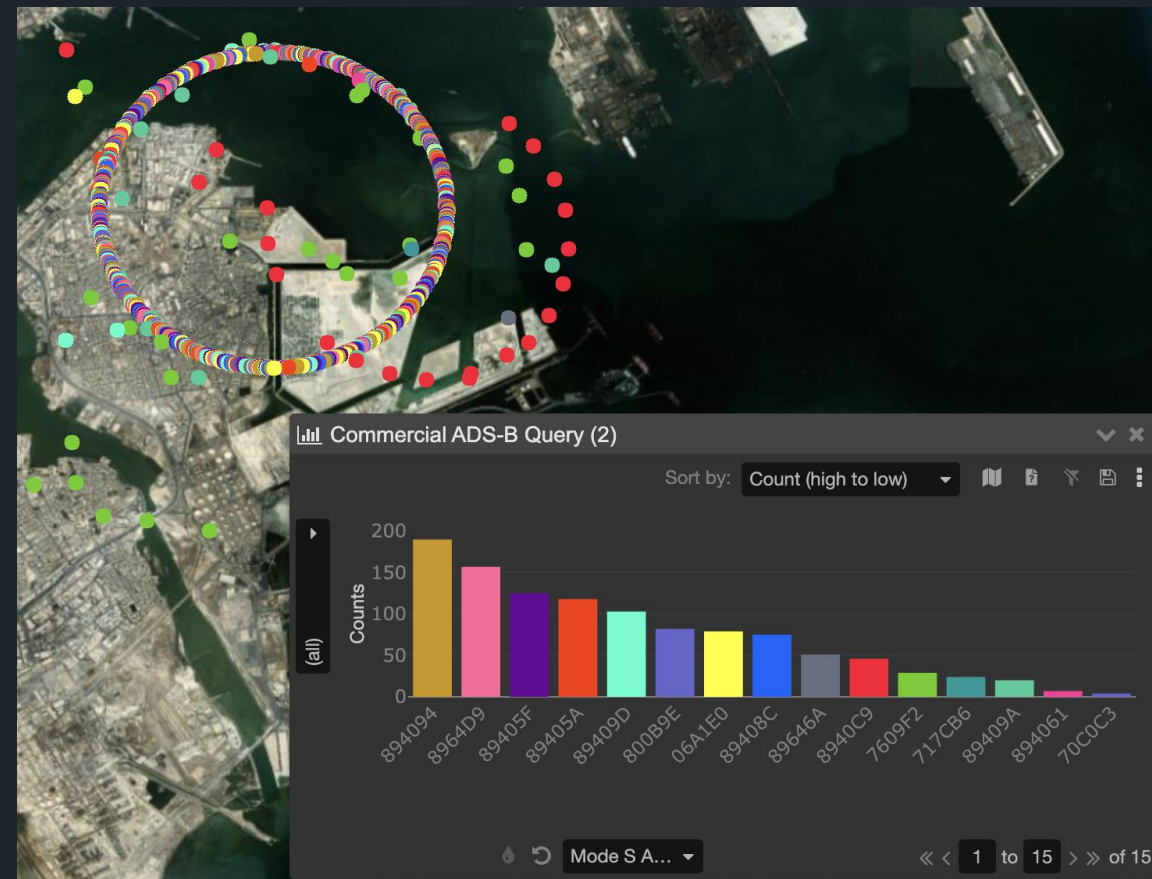 Commercial ADS-B Query (2)
Sort by: Count (high to low)
200
150
100
50
0
Counts
(all)
894094
8964D9
89405F
89405A
89409D
800B9E
06A1E0
89408C
89646A
8940C9
7609F2
717CB6
89409A
894061
70C0C3
Mode S A...
« < 1 to 15 > » of 15